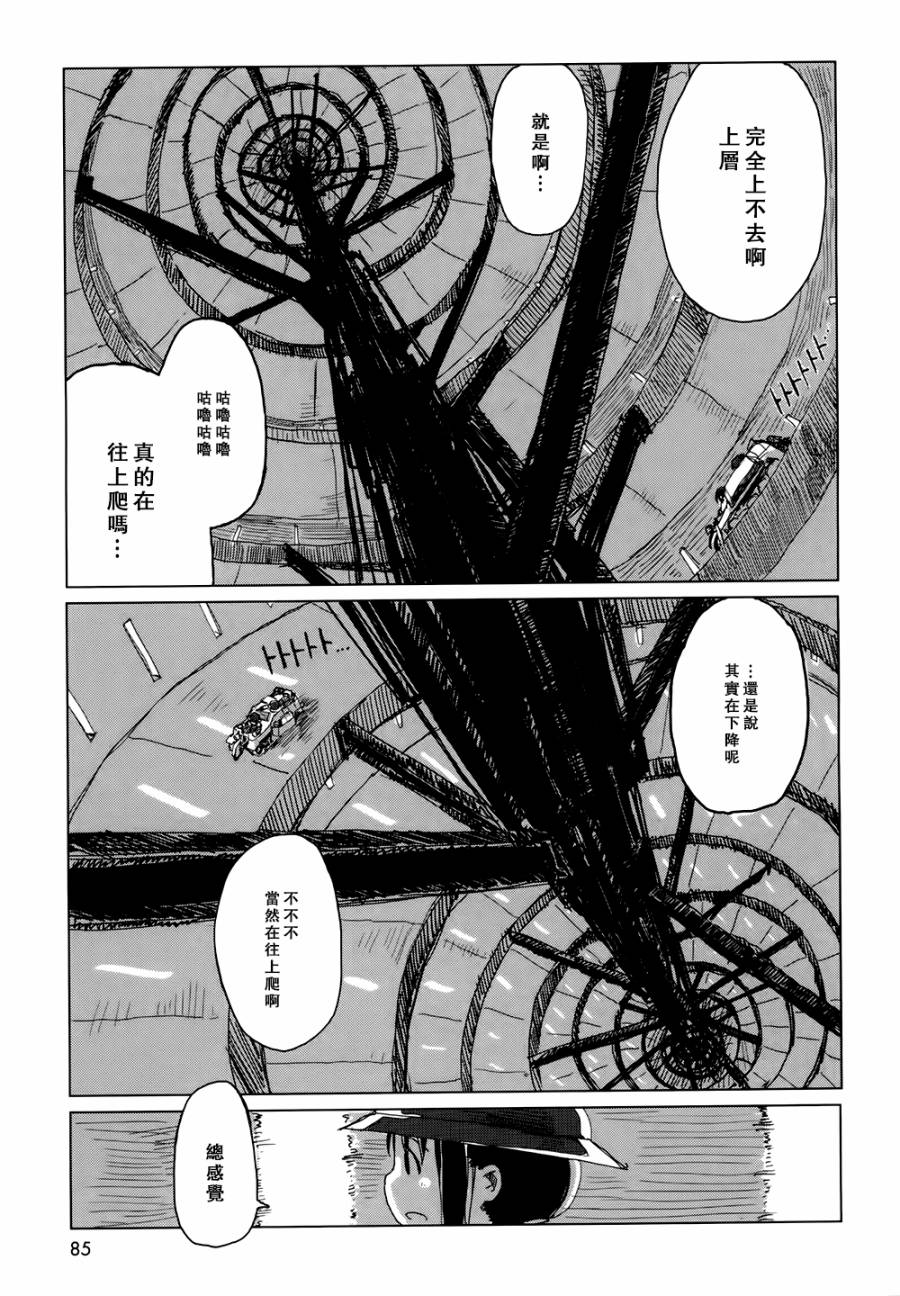 完全上不去啊
上層
就是啊…
咕嚕咕嚕
咕嚕咕嚕
真的在
往上爬嗎…
トトトトト…
…還是說
其實在下降呢
トトトトト…
不不不
當然在往上爬啊
總感覺
85